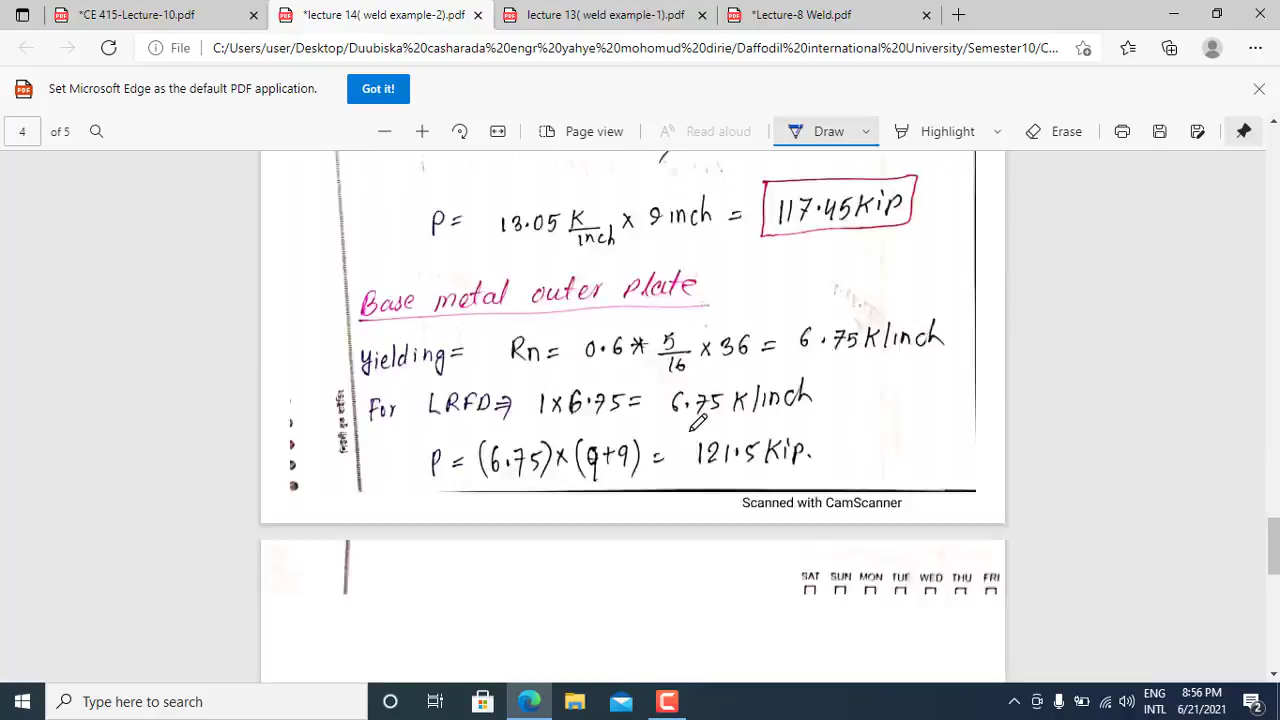 *CE 415-Lecture-10.pdf
*lecture 14( weld example-2).pdf
lecture 13( weld example-1).pdf
*Lecture-8 Weld.pdf
File
C:/Users/user/Desktop/Duubiska%20casharada%20engr%20yahye%20mohomud%20dirie/Daffodil%20international%20University/Semester10/C...
Set Microsoft Edge as the default PDF application.
Got it!
4 of 5
Page view
Read aloud
Draw
Highlight
Erase
P = 13.05 K/inch × 9 inch = 117.45 Kip
Base metal outer plate
Yielding = Rn = 0.6 * 5/16 × 36 = 6.75 K/inch
For LRFD ⇒ 1 × 6.75 = 6.75 K/inch
P = (6.75) × (9+9) = 121.5 Kip.
Scanned with CamScanner
SAT SUN MON TUE WED THU FRI
Type here to search
ENG
INTL
8:56 PM
6/21/2021
2